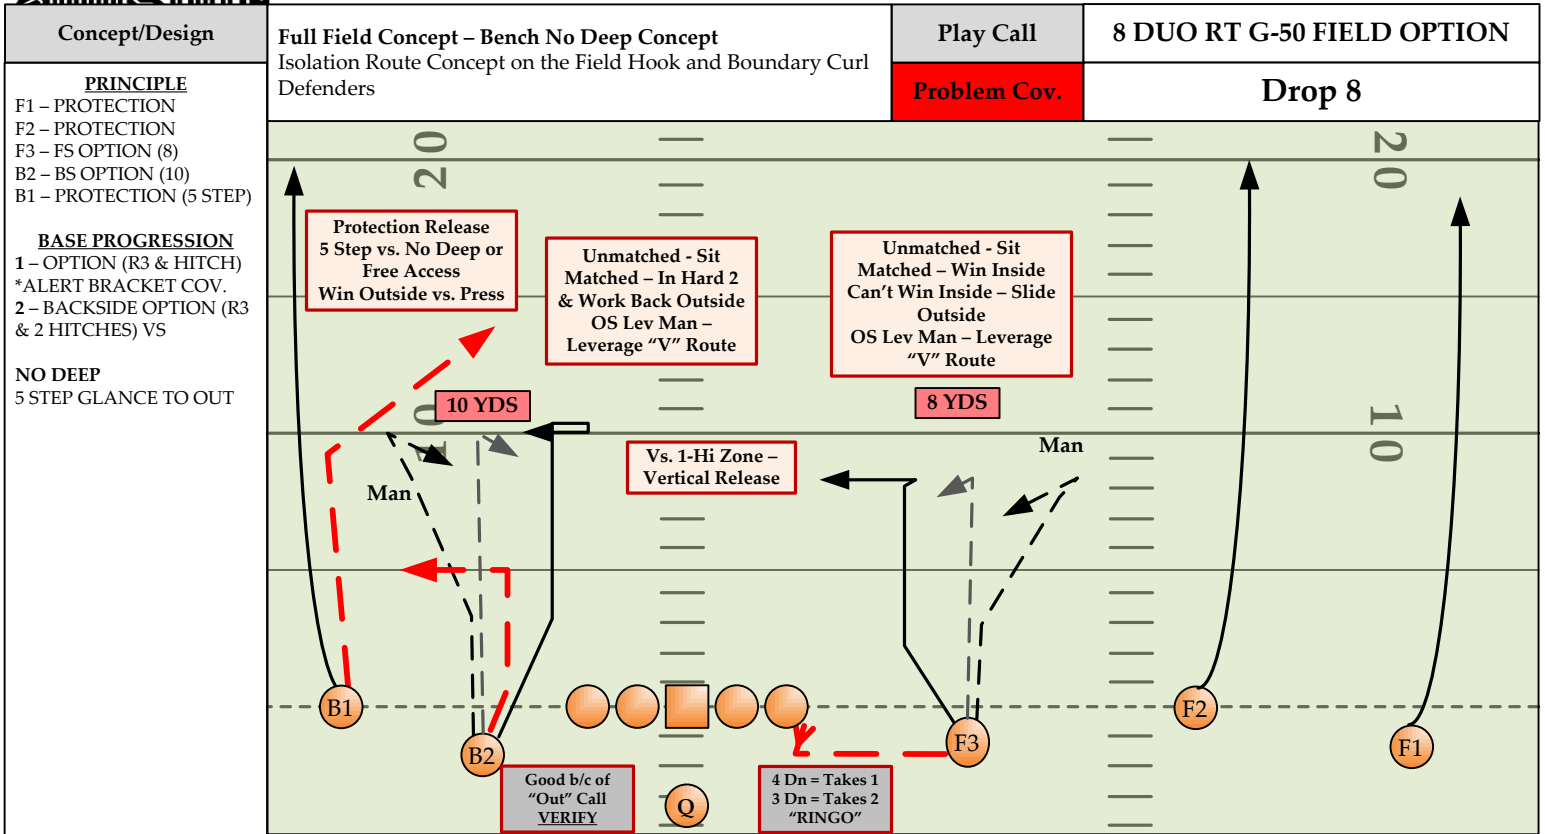 Concept/Design
Full Field Concept – Bench No Deep Concept
Isolation Route Concept on the Field Hook and Boundary Curl
Defenders
Play Call
8 DUO RT G-50 FIELD OPTION
Problem Cov.
Drop 8
PRINCIPLE
F1 – PROTECTION
F2 – PROTECTION
F3 – FS OPTION (8)
B2 – BS OPTION (10)
B1 – PROTECTION (5 STEP)
BASE PROGRESSION
1 – OPTION (R3 & HITCH)
*ALERT BRACKET COV.
2 – BACKSIDE OPTION (R3
& 2 HITCHES) VS
NO DEEP
5 STEP GLANCE TO OUT
20
20
Protection Release
5 Step vs. No Deep or
Free Access
Win Outside vs. Press
Unmatched - Sit
Matched – In Hard 2
& Work Back Outside
OS Lev Man –
Leverage “V” Route
Unmatched - Sit
Matched – Win Inside
Can’t Win Inside – Slide
Outside
OS Lev Man – Leverage
“V” Route
10 YDS
8 YDS
10
10
Vs. 1-Hi Zone –
Vertical Release
Man
Man
B1
B2
F3
F2
F1
Q
Good b/c of
“Out” Call
VERIFY
4 Dn = Takes 1
3 Dn = Takes 2
“RINGO”